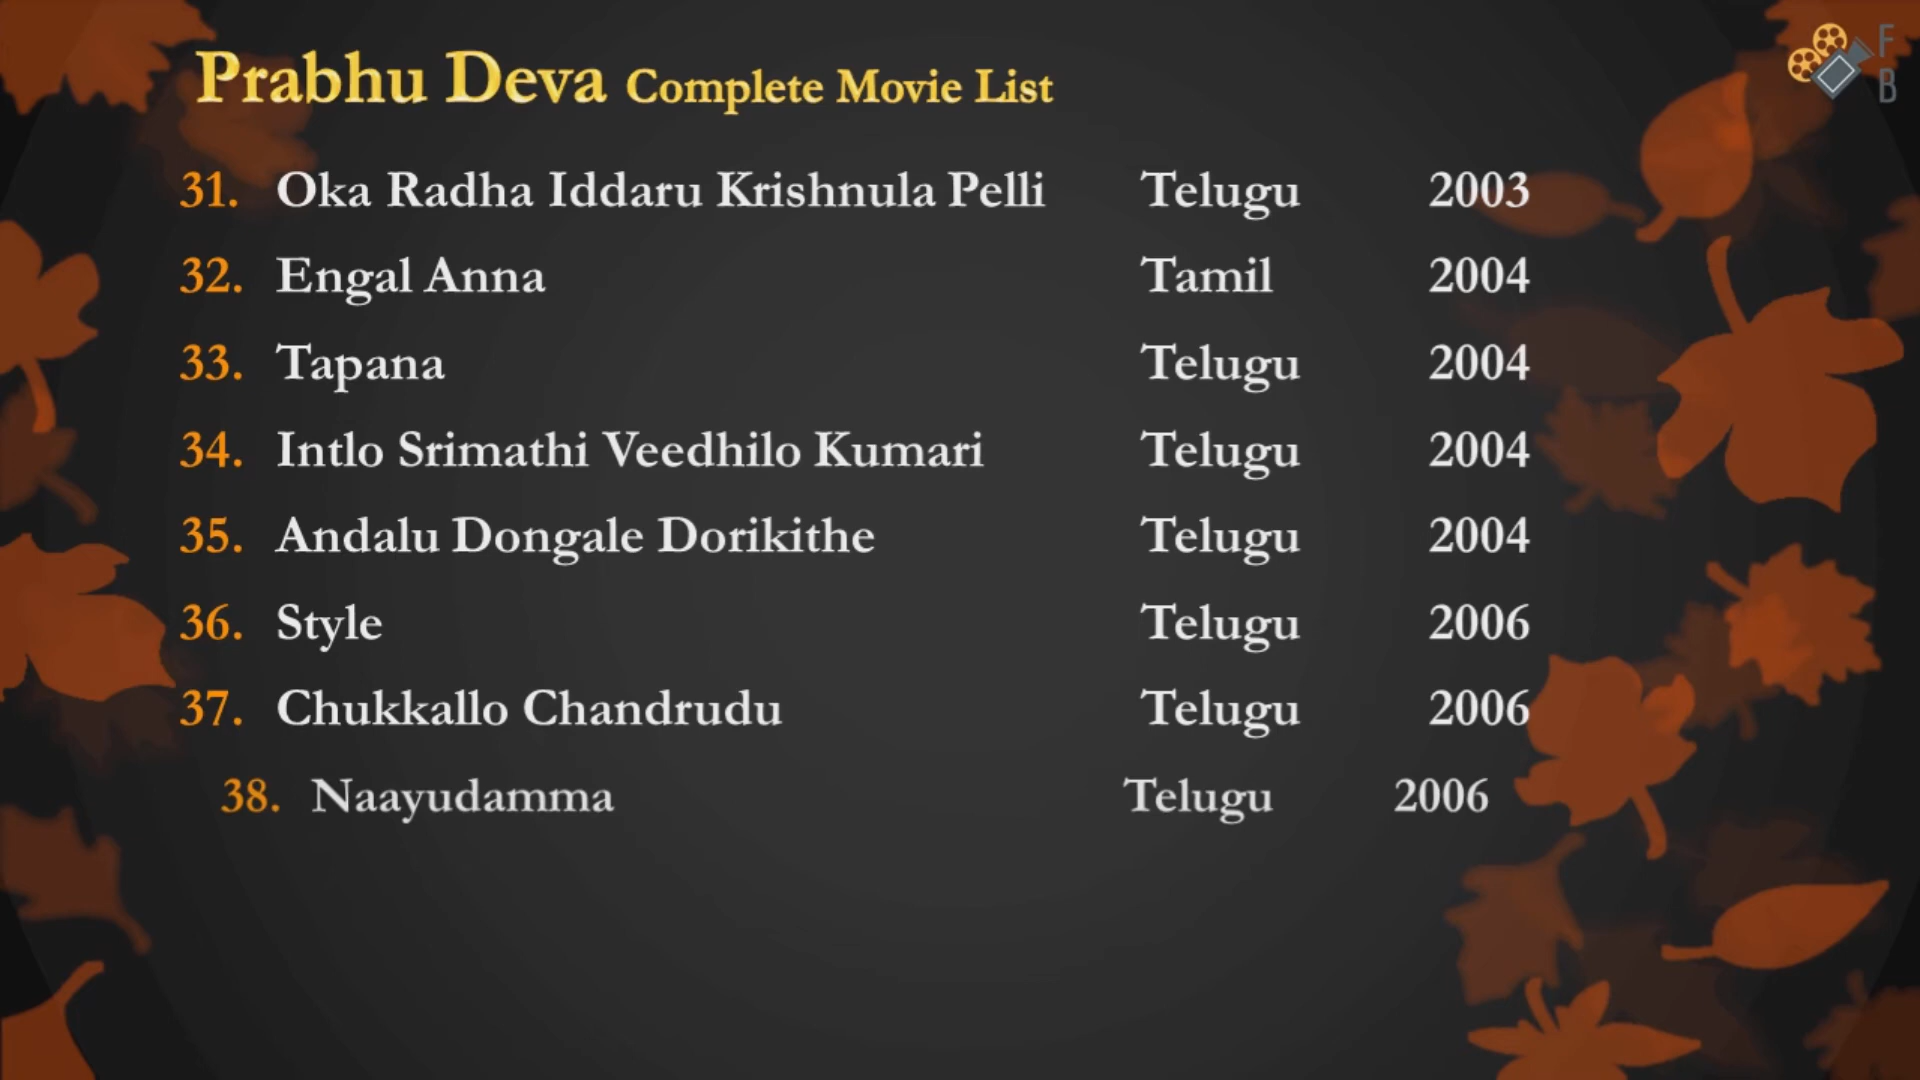 Prabhu Deva Complete Movie List
F
B
31. Oka Radha Iddaru Krishnula Pelli Telugu 2003
32. Engal Anna Tamil 2004
33. Tapana Telugu 2004
34. Intlo Srimathi Veedhilo Kumari Telugu 2004
35. Andalu Dongale Dorikithe Telugu 2004
36. Style Telugu 2006
37. Chukkallo Chandrudu Telugu 2006
38. Naayudamma Telugu 2006